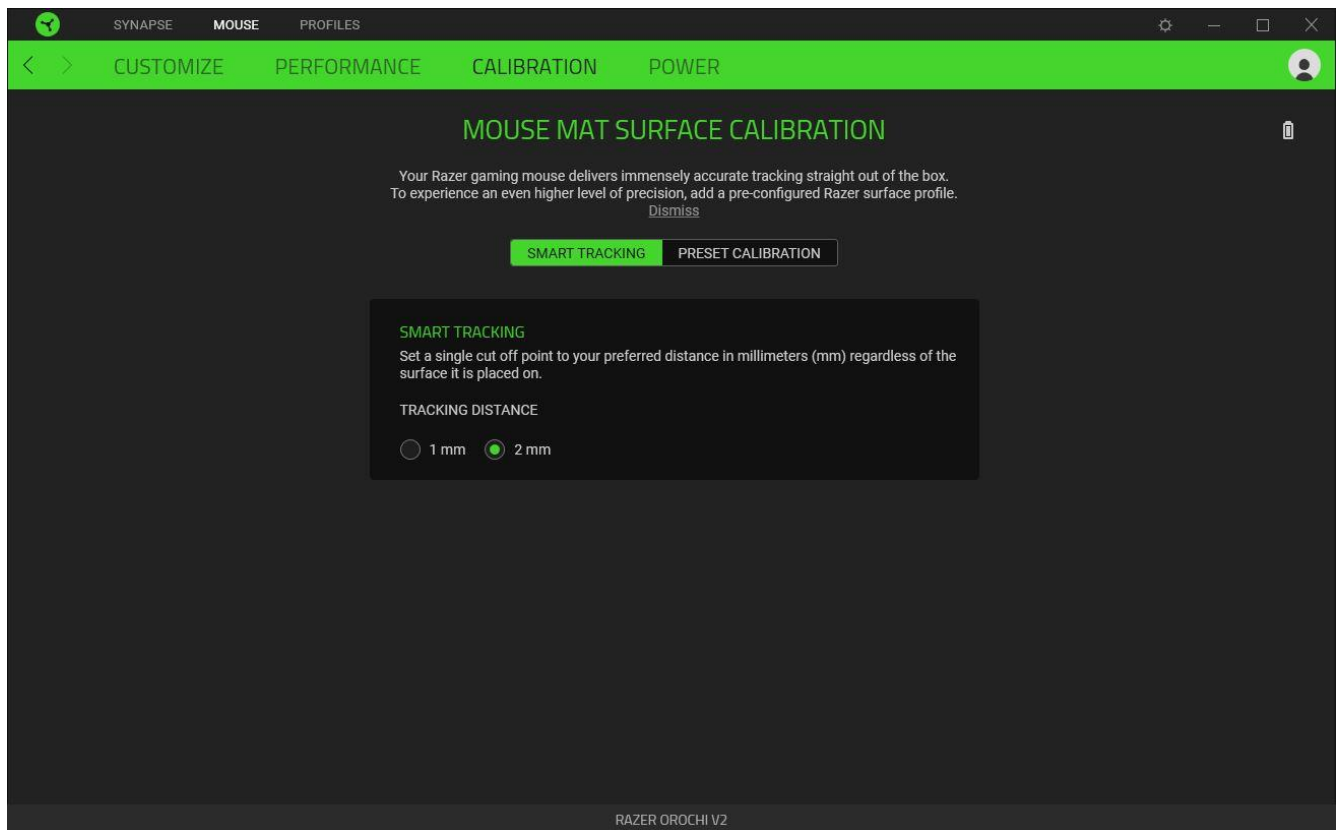 SYNAPSE MOUSE PROFILES
CUSTOMIZE PERFORMANCE CALIBRATION POWER
MOUSE MAT SURFACE CALIBRATION
Your Razer gaming mouse delivers immensely accurate tracking straight out of the box.
To experience an even higher level of precision, add a pre-configured Razer surface profile.
Dismiss
SMART TRACKING PRESET CALIBRATION
SMART TRACKING
Set a single cut off point to your preferred distance in millimeters (mm) regardless of the
surface it is placed on.
TRACKING DISTANCE
1 mm 2 mm
RAZER OROCHI V2